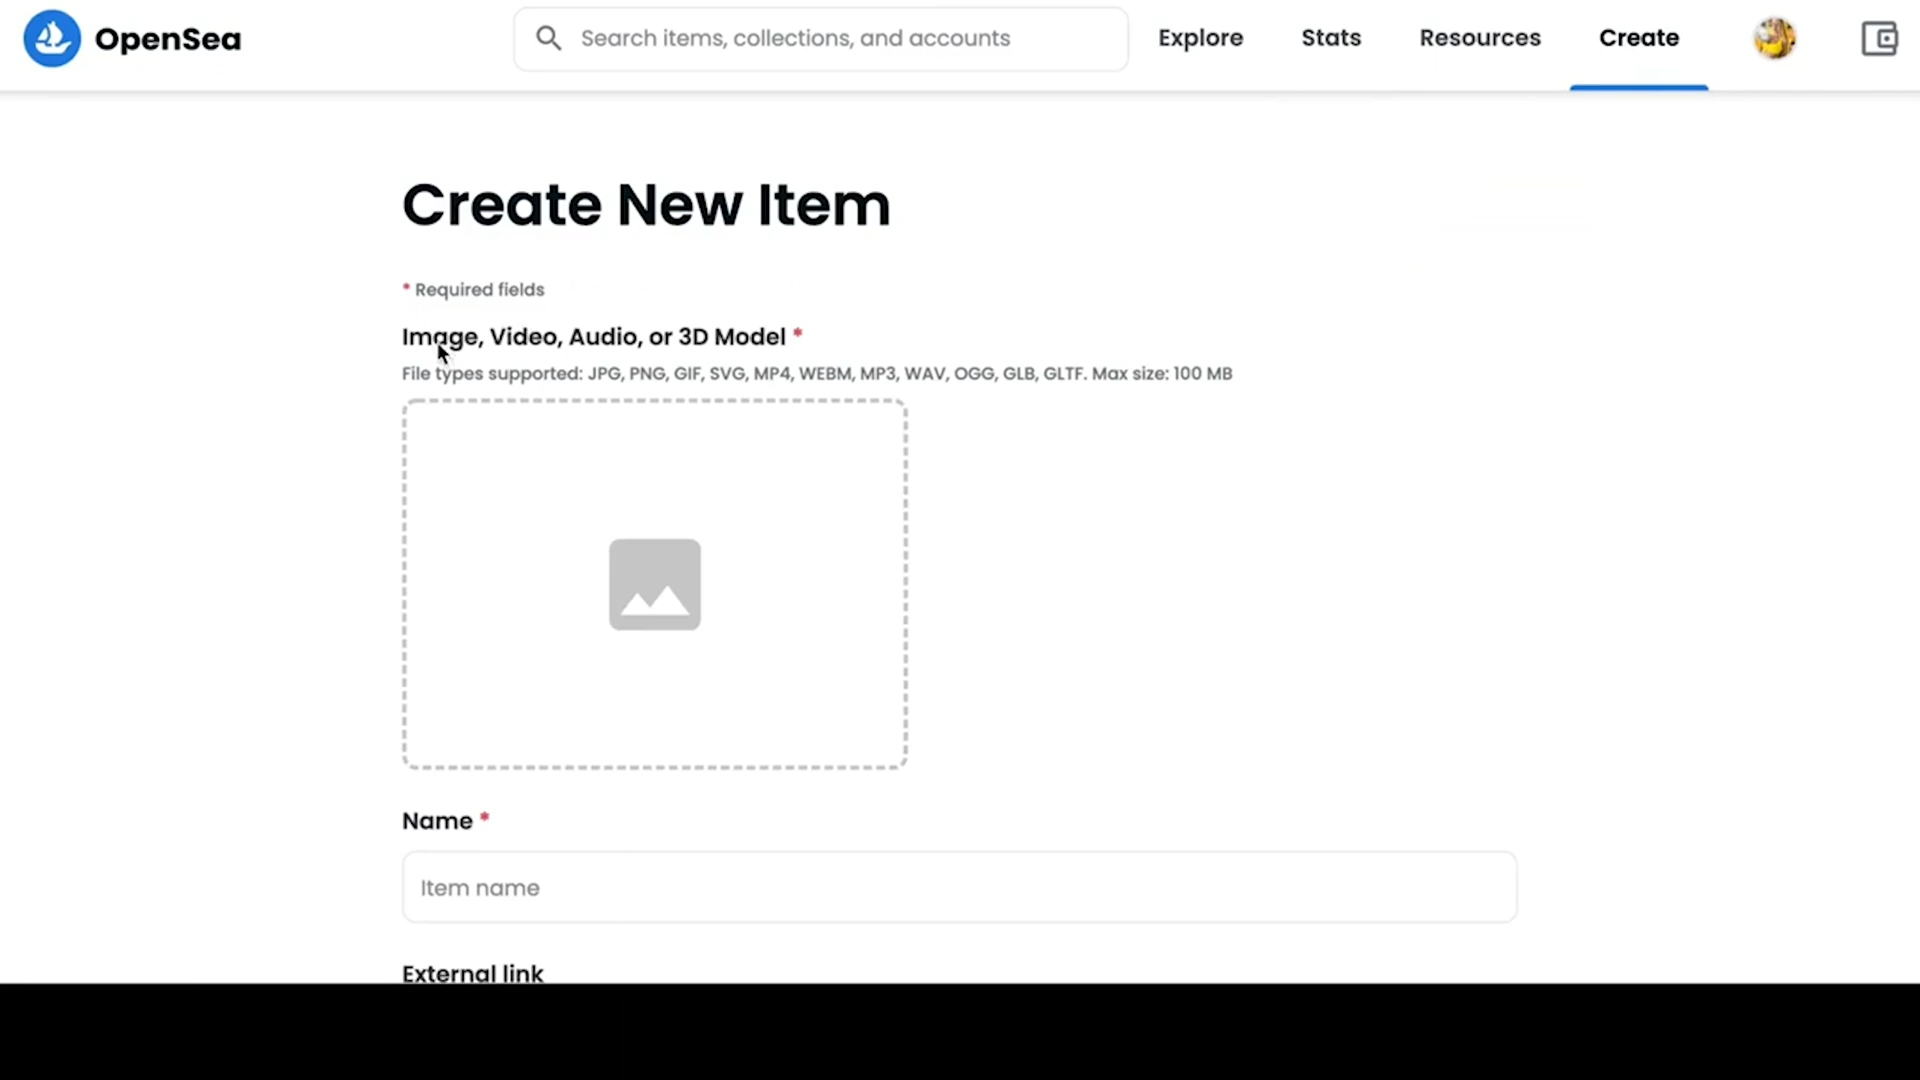 OpenSea
Search items, collections, and accounts
Explore
Stats
Resources
Create
Create New Item
* Required fields
Image, Video, Audio, or 3D Model *
File types supported: JPG, PNG, GIF, SVG, MP4, WEBM, MP3, WAV, OGG, GLB, GLTF. Max size: 100 MB
Name *
Item name
External link